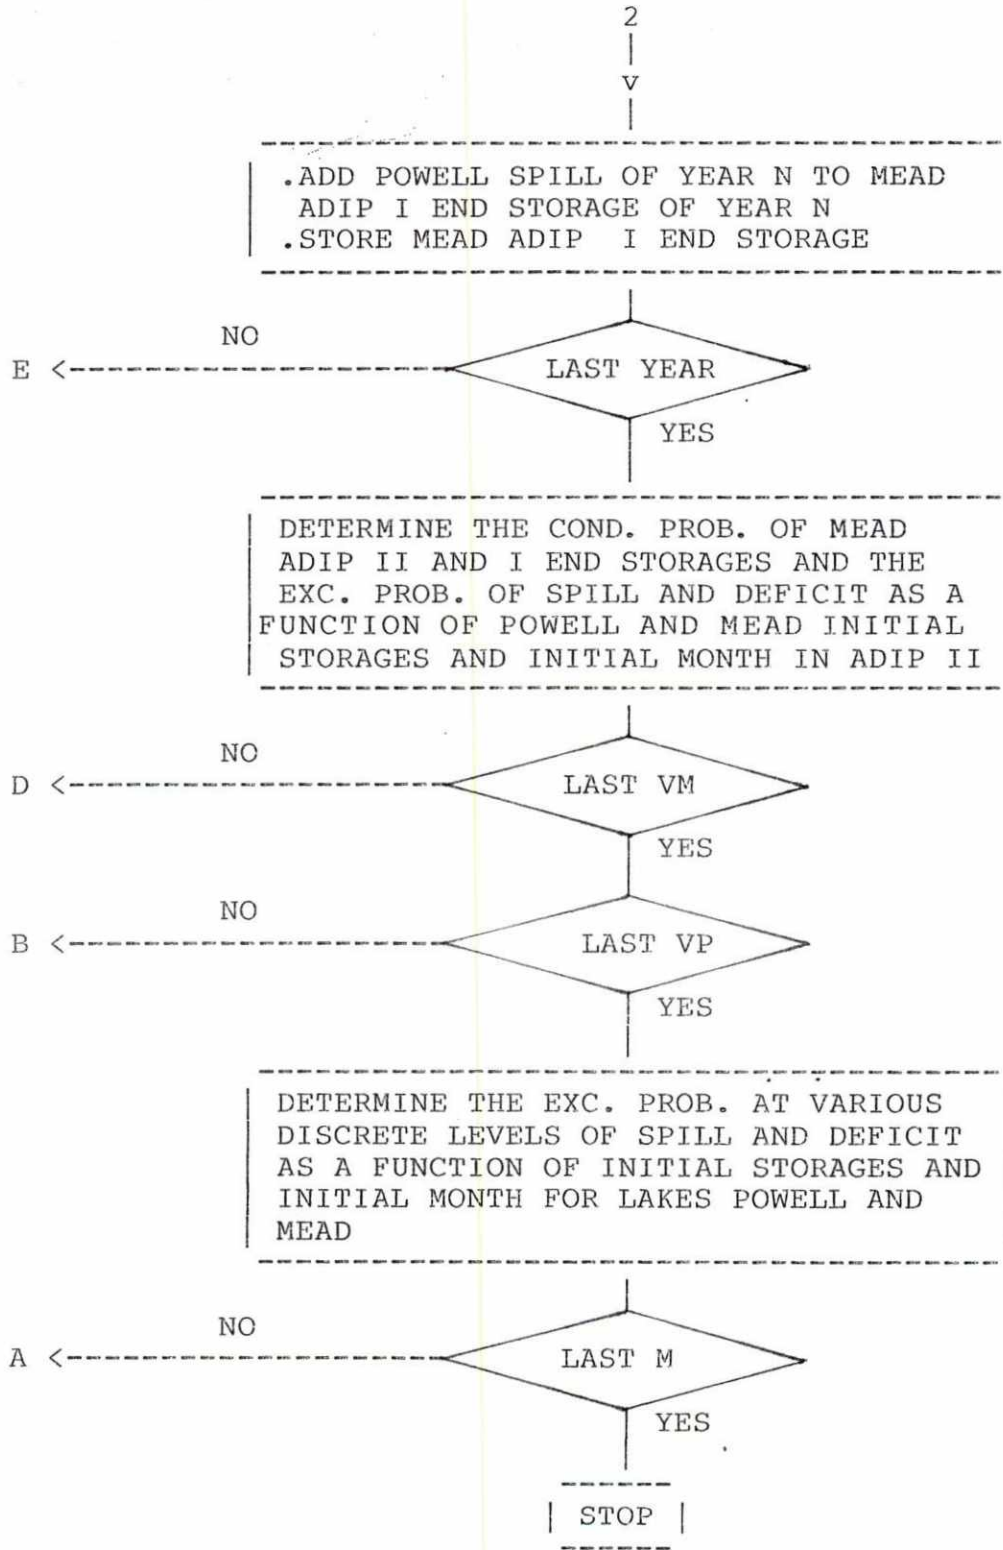 2
v
.ADD POWELL SPILL OF YEAR N TO MEAD
ADIP I END STORAGE OF YEAR N
.STORE MEAD ADIP I END STORAGE
NO
E <
LAST YEAR
YES
DETERMINE THE COND. PROB. OF MEAD
ADIP II AND I END STORAGES AND THE
EXC. PROB. OF SPILL AND DEFICIT AS A
FUNCTION OF POWELL AND MEAD INITIAL
STORAGES AND INITIAL MONTH IN ADIP II
NO
D <
LAST VM
YES
NO
B <
LAST VP
YES
DETERMINE THE EXC. PROB. AT VARIOUS
DISCRETE LEVELS OF SPILL AND DEFICIT
AS A FUNCTION OF INITIAL STORAGES AND
INITIAL MONTH FOR LAKES POWELL AND
MEAD
NO
A <
LAST M
YES
STOP